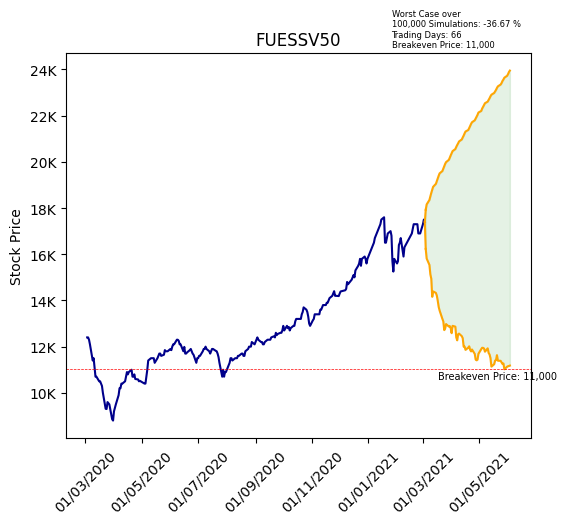 Worst Case over
100,000 Simulations: -36.67 %
Trading Days: 66
Breakeven Price: 11,000
FUESSV50
24K
22K
20K
18K
16K
14K
12K
10K
Stock Price
Breakeven Price: 11,000
01/03/2020
01/05/2020
01/07/2020
01/09/2020
01/11/2020
01/01/2021
01/03/2021
01/05/2021